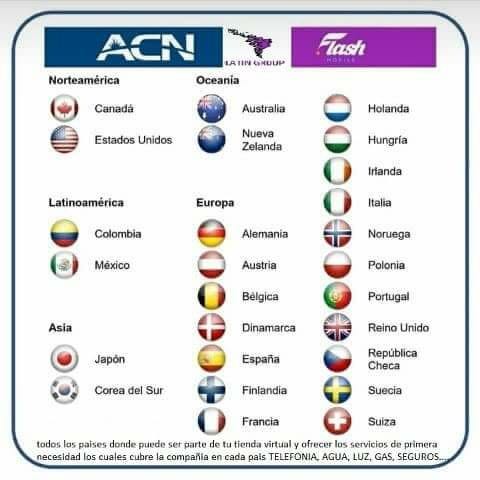 ACN
LATIN GROUP
Flash
MOBILE
Norteamérica
Canadá
Estados Unidos
Latinoamérica
Colombia
México
Asia
Japón
Corea del Sur
Oceanía
Australia
Nueva
Zelanda
Europa
Alemania
Austria
Bélgica
Dinamarca
España
Finlandia
Francia
Holanda
Hungría
Irlanda
Italia
Noruega
Polonia
Portugal
Reino Unido
República
Checa
Suecia
Suiza
todos los paises donde puede ser parte de tu tienda virtual y ofrecer los servicios de primera
necesidad los cuales cubre la compañia en cada pais TELEFONIA, AGUA, LUZ, GAS, SEGUROS....